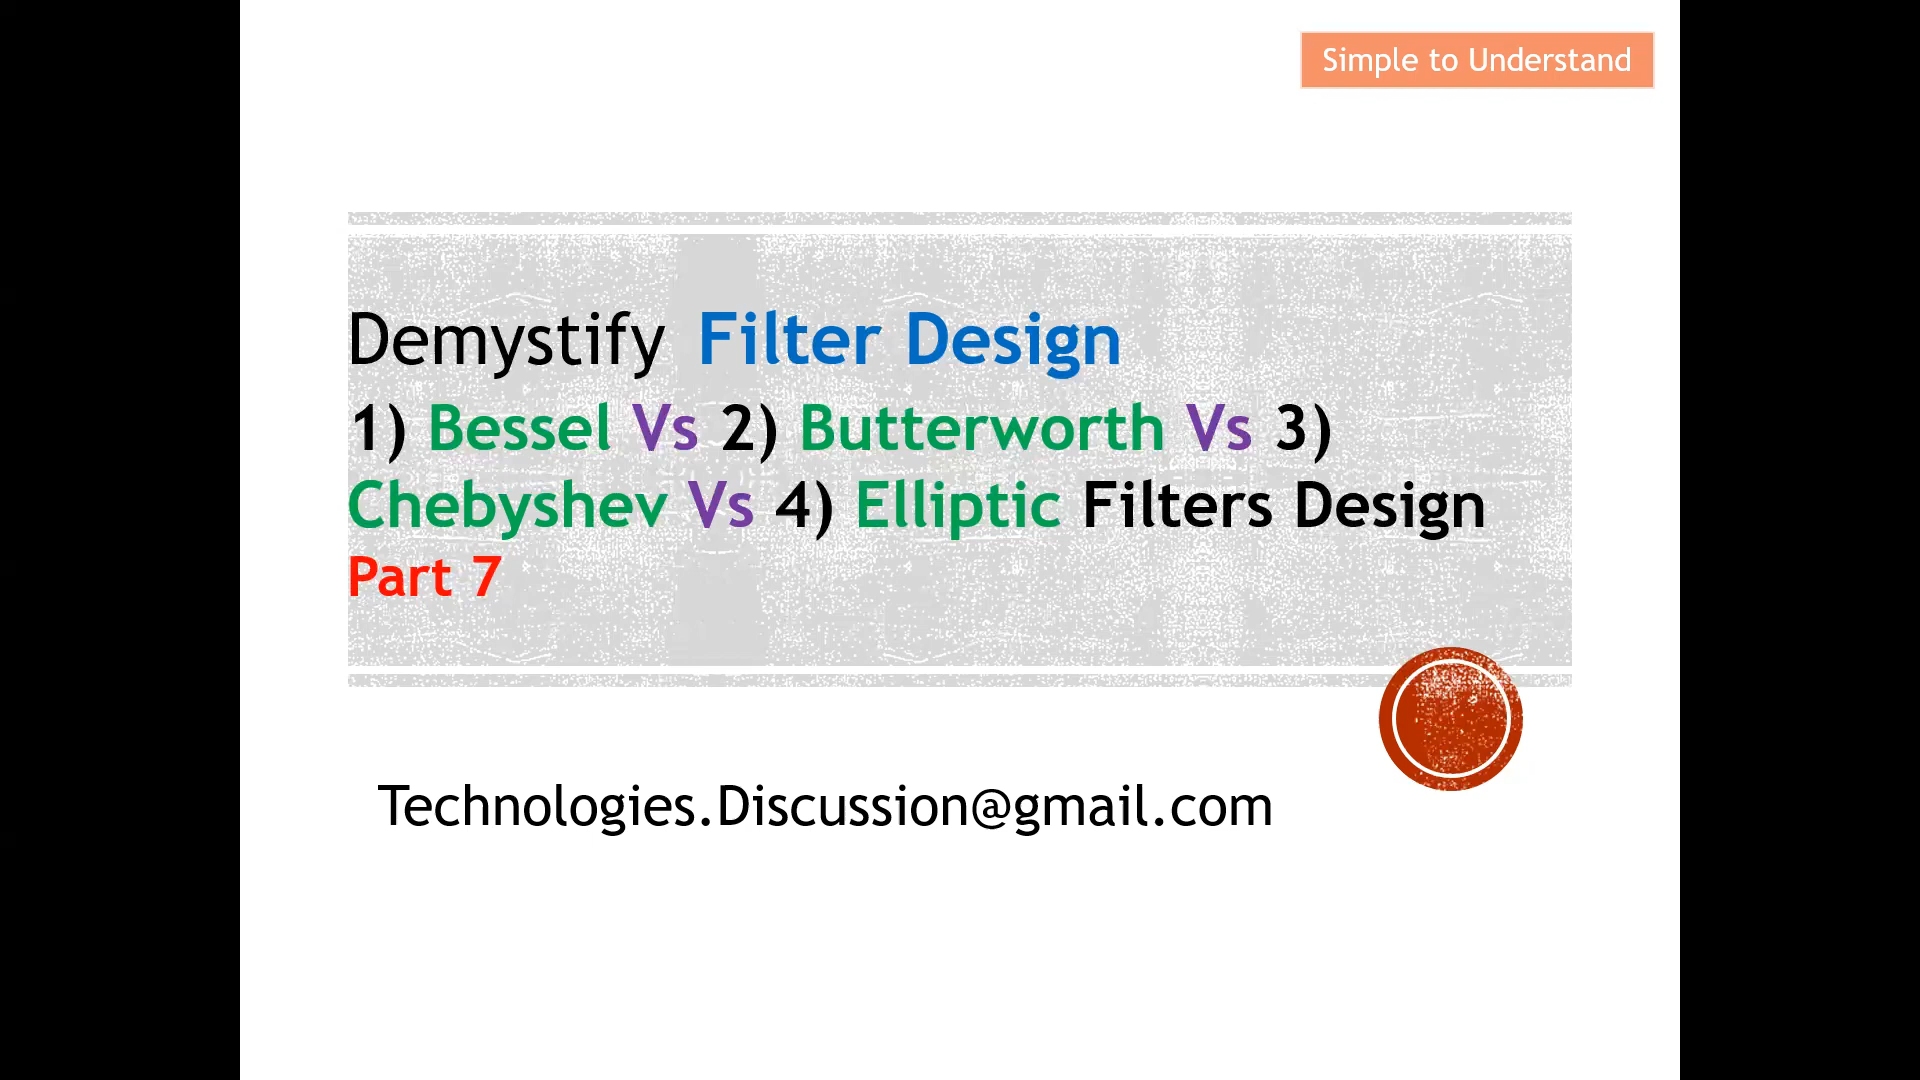 Simple to Understand
Demystify Filter Design
1) Bessel Vs 2) Butterworth Vs 3)
Chebyshev Vs 4) Elliptic Filters Design
Part 7
Technologies.Discussion@gmail.com